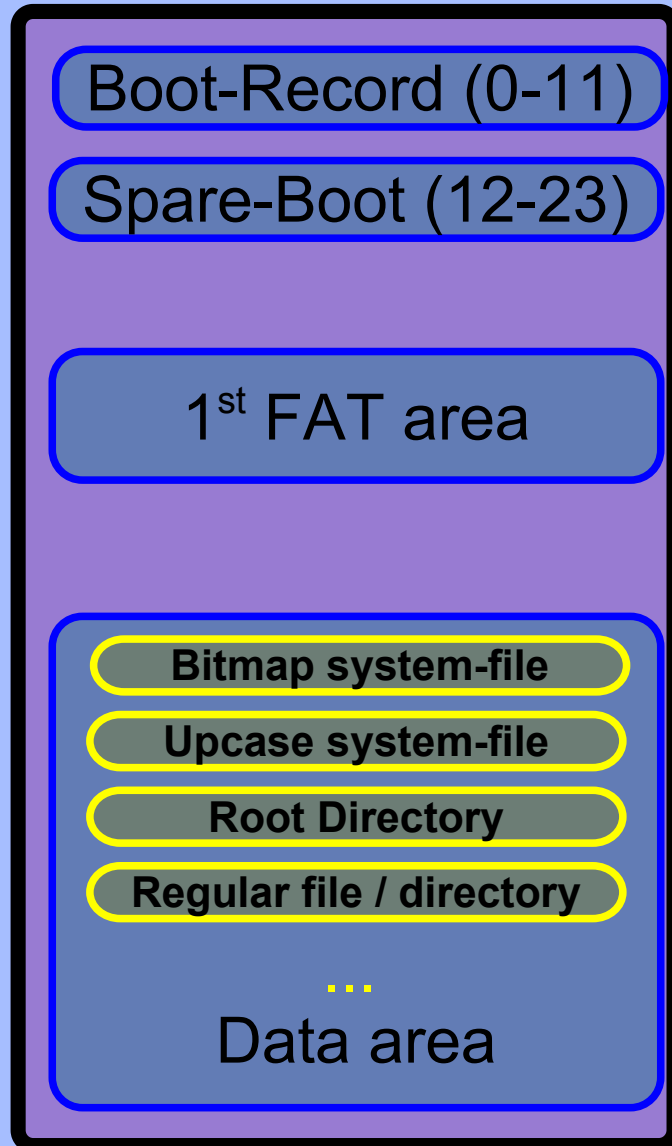 Boot-Record (0-11)
Spare-Boot (12-23)
1st FAT area
Bitmap system-file
Upcase system-file
Root Directory
Regular file / directory
...
Data area